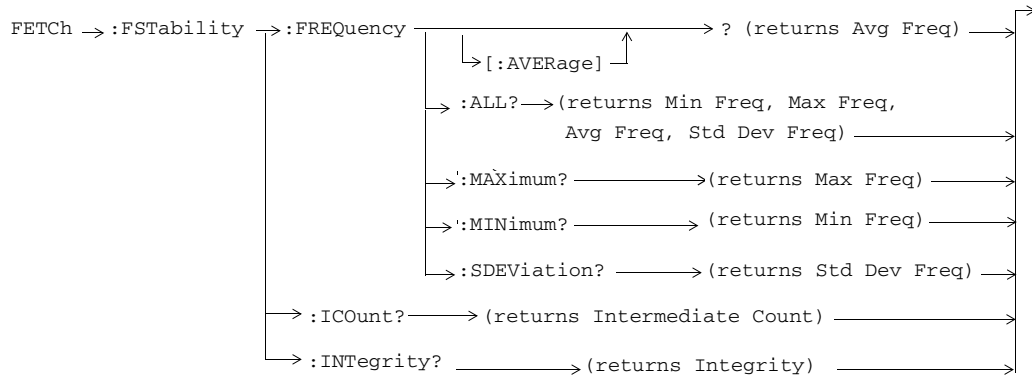 FETCh :FSTability :FREQuency ? (returns Avg Freq)
[:AVERage]
:ALL? (returns Min Freq, Max Freq,
Avg Freq, Std Dev Freq)
:MAXimum? (returns Max Freq)
:MINimum? (returns Min Freq)
:SDEViation? (returns Std Dev Freq)
:ICOunt? (returns Intermediate Count)
:INTegrity? (returns Integrity)